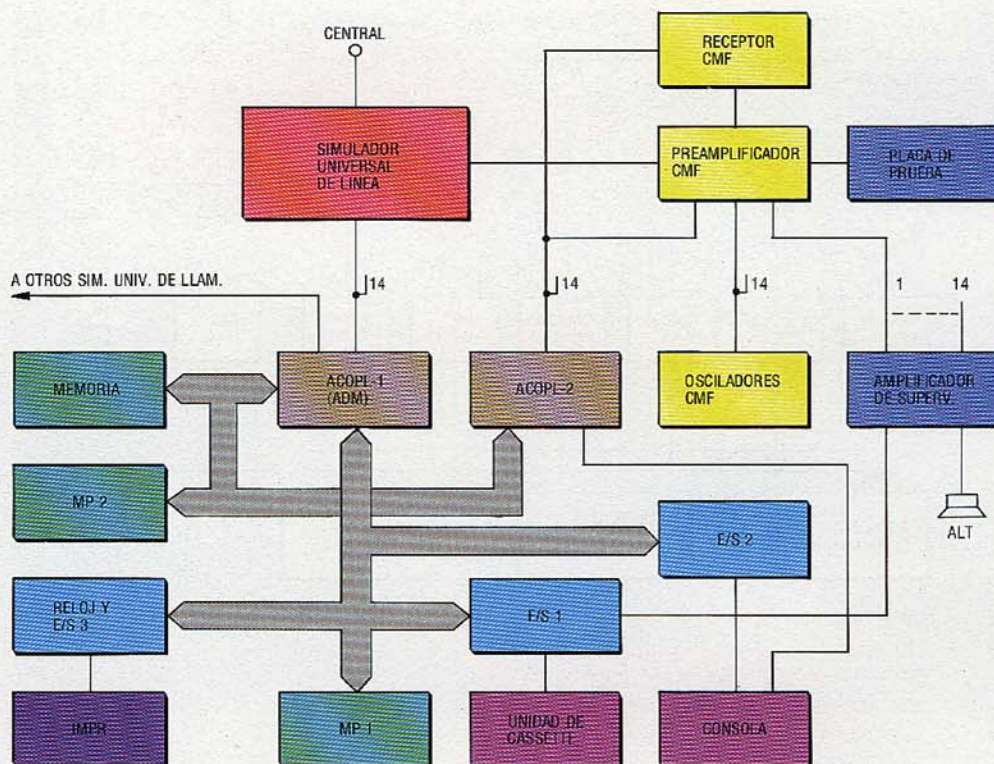 CENTRAL
RECEPTOR
CMF
SIMULADOR
UNIVERSAL
DE LINEA
PREAMPLIFICADOR
CMF
PLACA DE
PRUEBA
A OTROS SIM. UNIV. DE LLAM.
14
14
14
1
14
MEMORIA
ACOPL-1
(ADM)
ACOPL-2
OSCILADORES
CMF
AMPLIFICADOR
DE SUPERV.
MP 2
ALT
E/S 2
RELOJ Y
E/S 3
E/S 1
IMPR
MP 1
UNIDAD DE
CASSETTE
CONSOLA